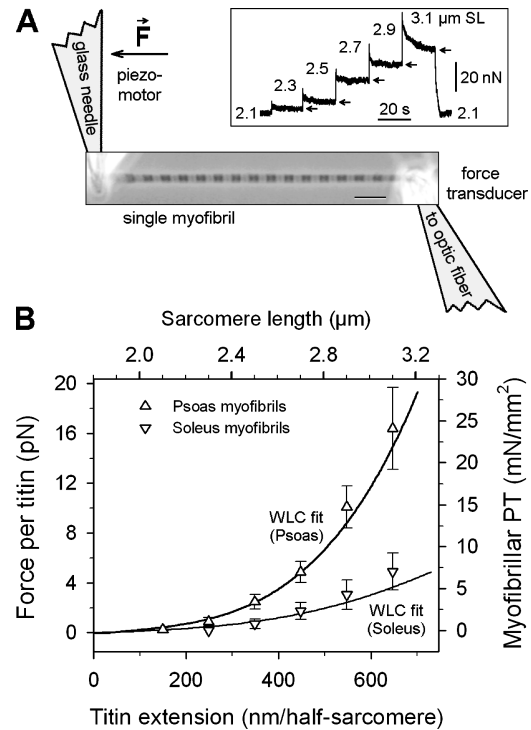 A
F
glass needle
piezo-
motor
3.1 µm SL
2.9
2.7
2.5
2.3
2.1
2.1
20 nN
20 s
single myofibril
force
transducer
to optic fiber
B
Sarcomere length (µm)
2.1 2.4 2.7 3.0 3.2
Psoas myofibrils
Soleus myofibrils
WLC fit
(Psoas)
WLC fit
(Soleus)
Force per titin (pN)
20
16
12
8
4
0
Myofibrillar PT (mN/mm²)
30
25
20
15
10
5
0
0 200 400 600
Titin extension (nm/half-sarcomere)